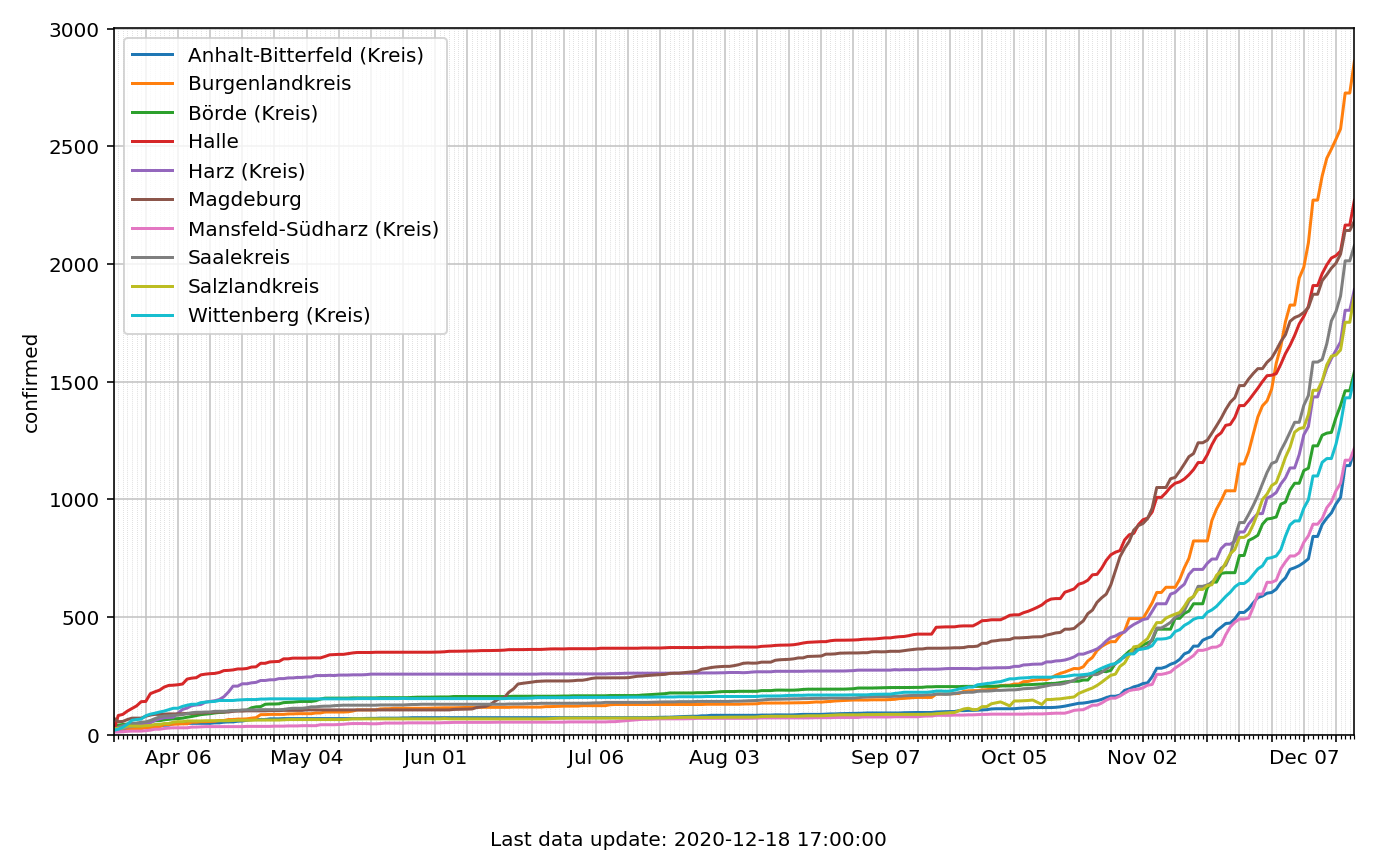 3000
2500
2000
1500
1000
500
0
confirmed
Anhalt-Bitterfeld (Kreis)
Burgenlandkreis
Börde (Kreis)
Halle
Harz (Kreis)
Magdeburg
Mansfeld-Südharz (Kreis)
Saalekreis
Salzlandkreis
Wittenberg (Kreis)
Apr 06 May 04 Jun 01 Jul 06 Aug 03 Sep 07 Oct 05 Nov 02 Dec 07
Last data update: 2020-12-18 17:00:00